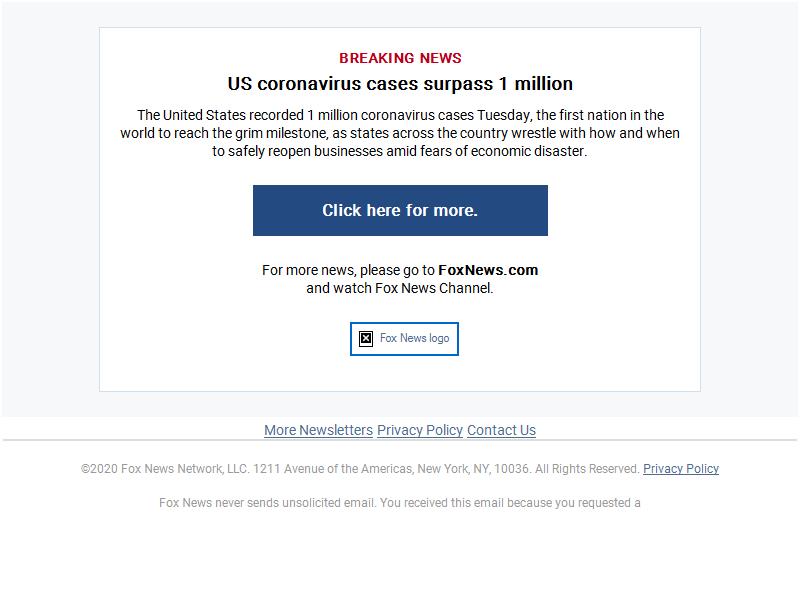 BREAKING NEWS
US coronavirus cases surpass 1 million
The United States recorded 1 million coronavirus cases Tuesday, the first nation in the
world to reach the grim milestone, as states across the country wrestle with how and when
to safely reopen businesses amid fears of economic disaster.
Click here for more.
For more news, please go to FoxNews.com
and watch Fox News Channel.
Fox News logo
More Newsletters Privacy Policy Contact Us
©2020 Fox News Network, LLC. 1211 Avenue of the Americas, New York, NY, 10036. All Rights Reserved. Privacy Policy
Fox News never sends unsolicited email. You received this email because you requested a